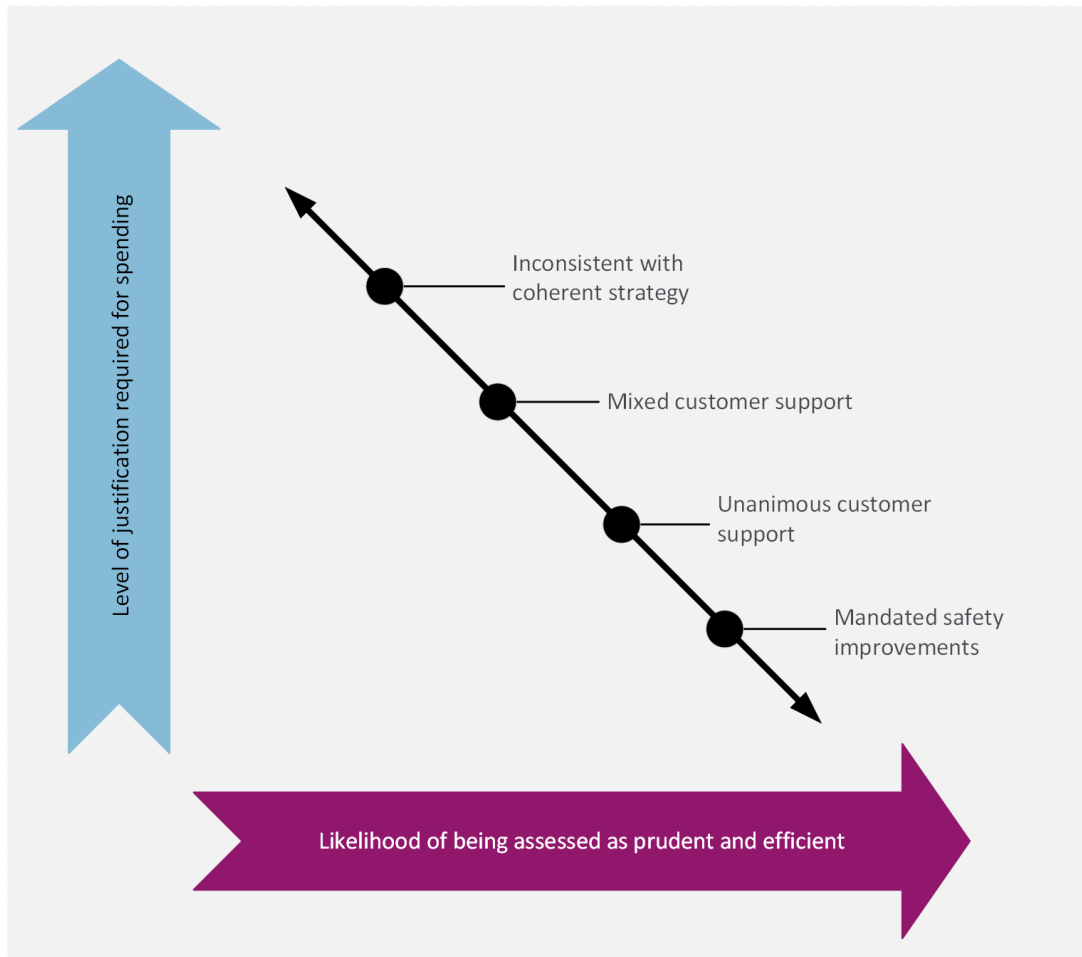 Level of justification required for spending
Inconsistent with
coherent strategy
Mixed customer support
Unanimous customer
support
Mandated safety
improvements
Likelihood of being assessed as prudent and efficient